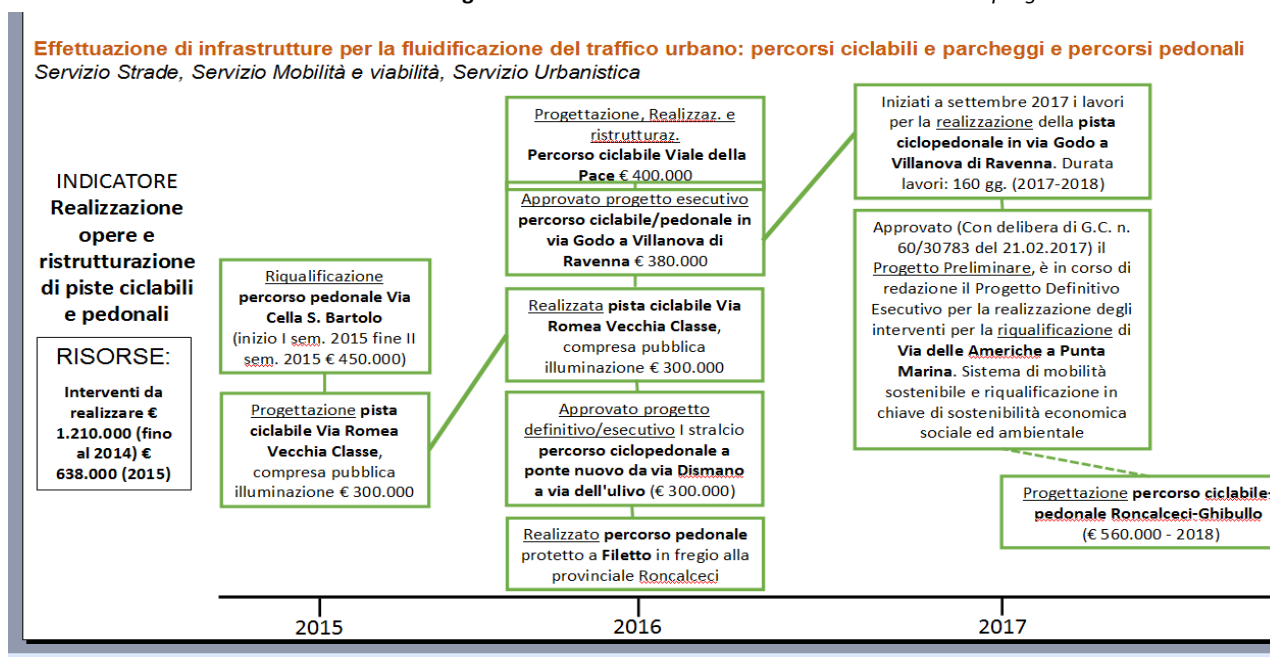 Effettuazione di infrastrutture per la fluidificazione del traffico urbano: percorsi ciclabili e parcheggi e percorsi pedonali
Servizio Strade, Servizio Mobilità e viabilità, Servizio Urbanistica
INDICATORE
Realizzazione
opere e
ristrutturazione
di piste ciclabili
e pedonali
RISORSE:
Interventi da
realizzare €
1.210.000 (fino
al 2014) €
638.000 (2015)
Riqualificazione
percorso pedonale Via
Cella S. Bartolo
(inizio I sem. 2015 fine II
sem. 2015 € 450.000)
Progettazione pista
ciclabile Via Romea
Vecchia Classe,
compresa pubblica
illuminazione € 300.000
Progettazione, Realizzaz. e
ristrutturaz.
Percorso ciclabile Viale della
Pace € 400.000
Approvato progetto esecutivo
percorso ciclabile/pedonale in
via Godo a Villanova di
Ravenna € 380.000
Realizzata pista ciclabile Via
Romea Vecchia Classe,
compresa pubblica
illuminazione € 300.000
Approvato progetto
definitivo/esecutivo I stralcio
percorso ciclopedonale a
ponte nuovo da via Dismano
a via dell'ulivo (€ 300.000)
Realizzato percorso pedonale
protetto a Filetto in fregio alla
provinciale Roncalceci
Iniziati a settembre 2017 i lavori
per la realizzazione della pista
ciclopedonale in via Godo a
Villanova di Ravenna. Durata
lavori: 160 gg. (2017-2018)
Approvato (Con delibera di G.C. n.
60/30783 del 21.02.2017) il
Progetto Preliminare, è in corso di
redazione il Progetto Definitivo
Esecutivo per la realizzazione degli
interventi per la riqualificazione di
Via delle Americhe a Punta
Marina. Sistema di mobilità
sostenibile e riqualificazione in
chiave di sostenibilità economica
sociale ed ambientale
Progettazione percorso ciclabile-
pedonale Roncalceci-Ghibullo
(€ 560.000 - 2018)
2015
2016
2017